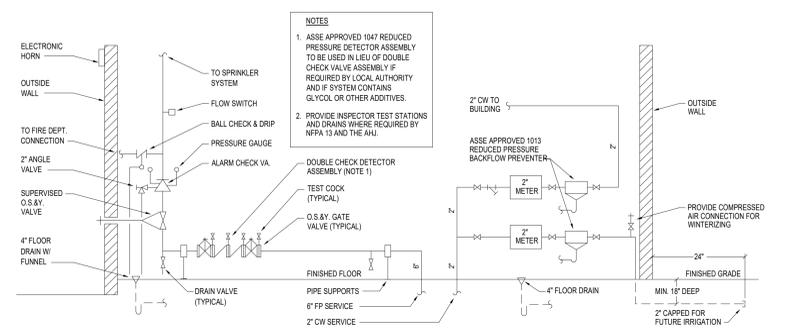 NOTES
1. ASSE APPROVED 1047 REDUCED
PRESSURE DETECTOR ASSEMBLY
TO BE USED IN LIEU OF DOUBLE
CHECK VALVE ASSEMBLY IF
REQUIRED BY LOCAL AUTHORITY
AND IF SYSTEM CONTAINS
GLYCOL OR OTHER ADDITIVES.
2. PROVIDE INSPECTOR TEST STATIONS
AND DRAINS WHERE REQUIRED BY
NFPA 13 AND THE AHJ.
ELECTRONIC
HORN
OUTSIDE
WALL
TO FIRE DEPT.
CONNECTION
2" ANGLE
VALVE
SUPERVISED
O.S.&Y.
VALVE
4" FLOOR
DRAIN W/
FUNNEL
TO SPRINKLER
SYSTEM
FLOW SWITCH
BALL CHECK & DRIP
PRESSURE GAUGE
ALARM CHECK VA.
DOUBLE CHECK DETECTOR
ASSEMBLY (NOTE 1)
TEST COCK
(TYPICAL)
O.S.&Y. GATE
VALVE (TYPICAL)
DRAIN VALVE
(TYPICAL)
FINISHED FLOOR
PIPE SUPPORTS
6" FP SERVICE
2" CW SERVICE
6"
2"
2"
2" CW TO
BUILDING
2"
ASSE APPROVED 1013
REDUCED PRESSURE
BACKFLOW PREVENTER
2"
METER
2"
METER
4" FLOOR DRAIN
OUTSIDE
WALL
PROVIDE COMPRESSED
AIR CONNECTION FOR
WINTERIZING
24"
FINISHED GRADE
MIN. 18" DEEP
2" CAPPED FOR
FUTURE IRRIGATION